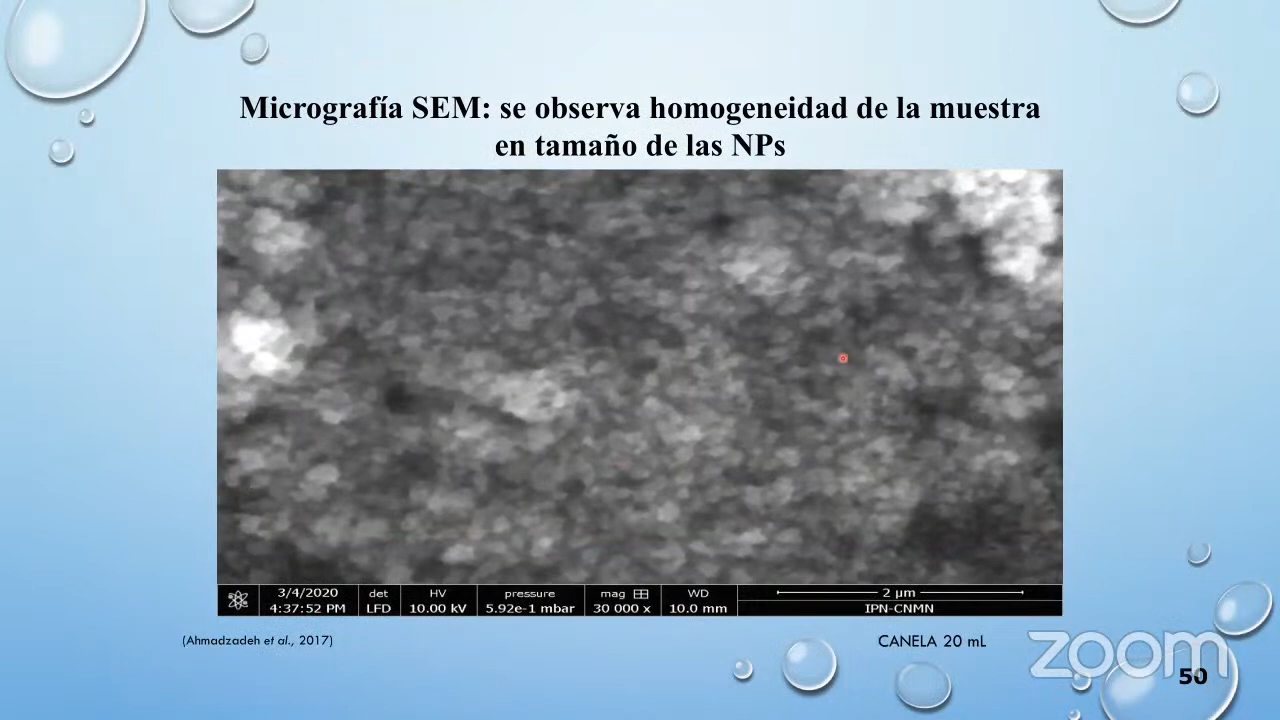 Micrografía SEM: se observa homogeneidad de la muestra
en tamaño de las NPs
3/4/2020 det HV pressure mag WD 2 µm
4:37:52 PM LFD 10.00 kV 5.92e-1 mbar 30 000 x 10.0 mm IPN-CNMN
(Ahmadzadeh et al., 2017)
CANELA 20 mL
zoom
50